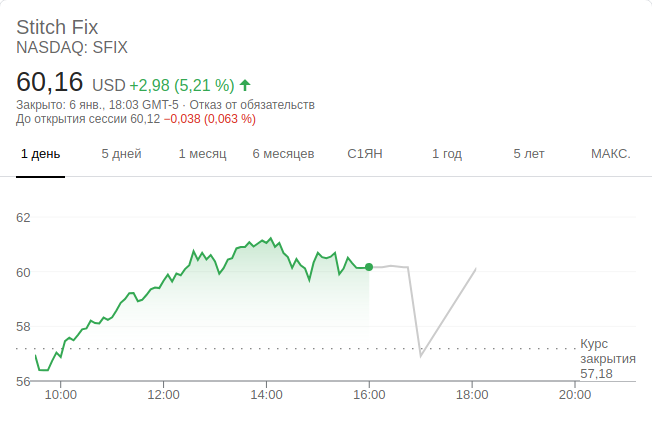 Stitch Fix
NASDAQ: SFIX
60,16 USD +2,98 (5,21 %)
Закрыто: 6 янв., 18:03 GMT-5 · Отказ от обязательств
До открытия сессии 60,12 −0,038 (0,063 %)
1 день 5 дней 1 месяц 6 месяцев С1ЯН 1 год 5 лет МАКС.
62
60
58
Курс
закрытия
57,18
56
10:00 12:00 14:00 16:00 18:00 20:00